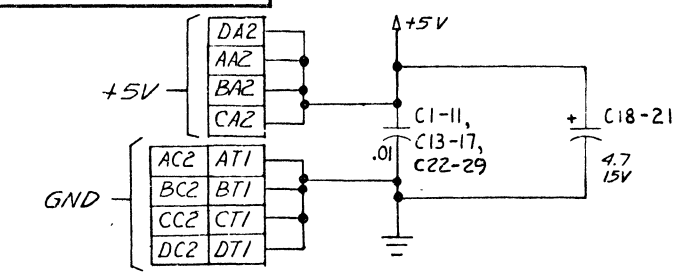 +5V
DA2
AA2
BA2
CA2
+5V
C1-11,
C13-17,
C22-29
.01
+
C18-21
4.7
15V
GND
AC2 AT1
BC2 BT1
CC2 CT1
DC2 DT1